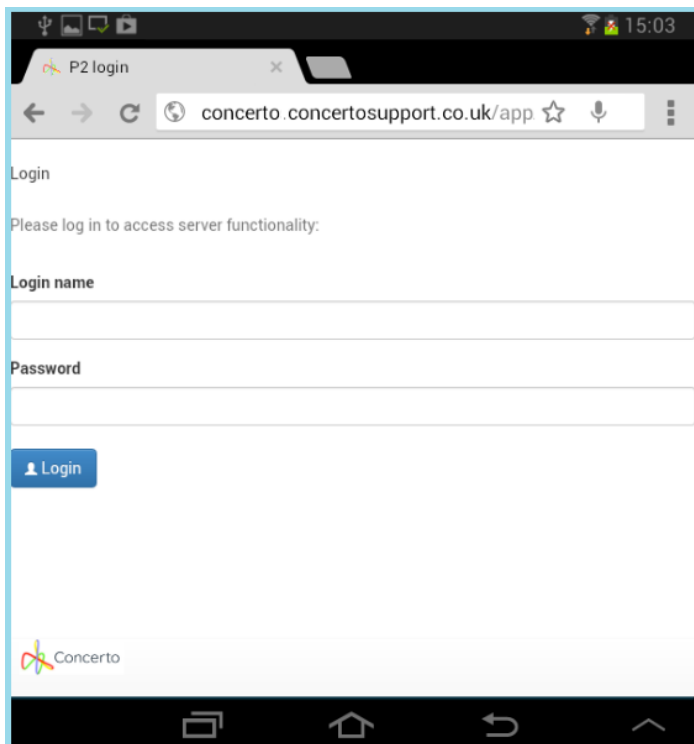 15:03
P2 login
concerto.concertosupport.co.uk/app
Login
Please log in to access server functionality:
Login name
Password
Login
Concerto